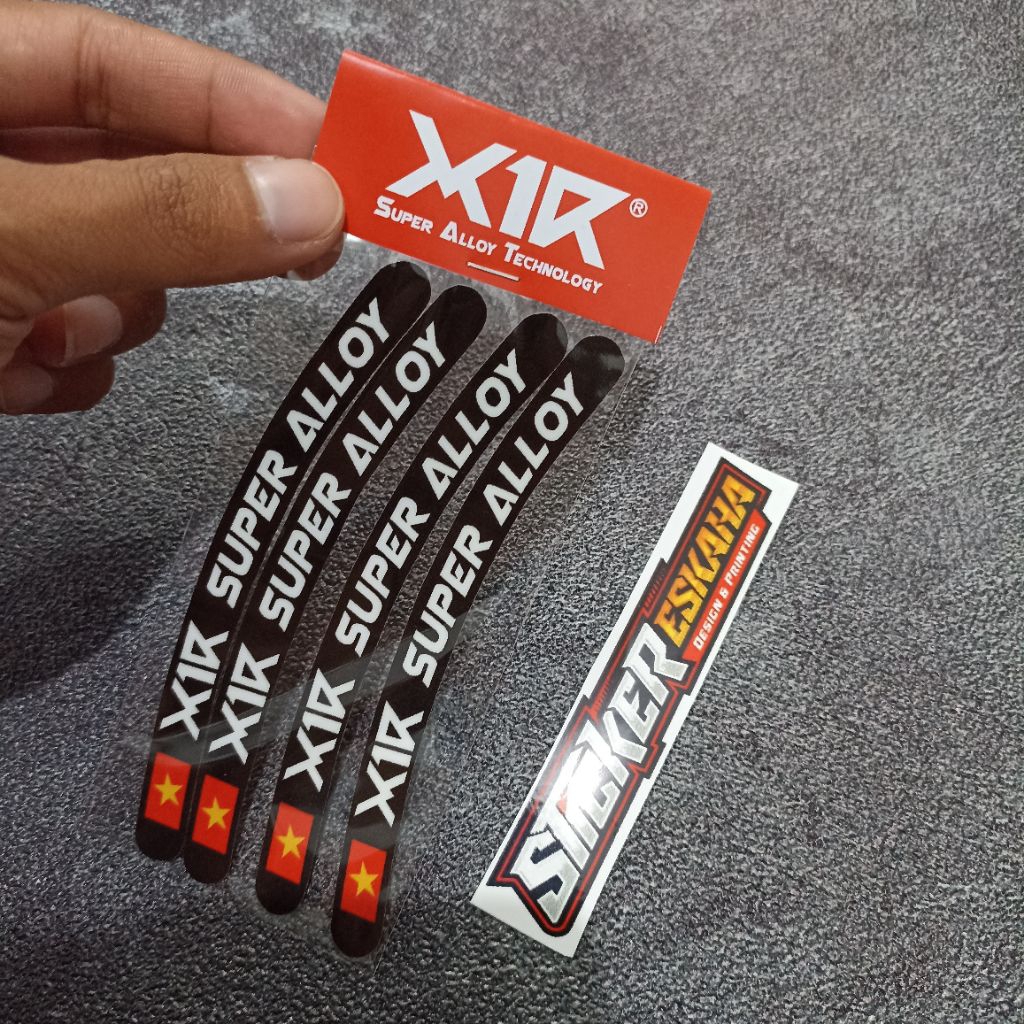 X1R®
SUPER ALLOY TECHNOLOGY
X1R SUPER ALLOY
X1R SUPER ALLOY
X1R SUPER ALLOY
X1R SUPER ALLOY
STICKER ESKAHA
DESIGN & PRINTING